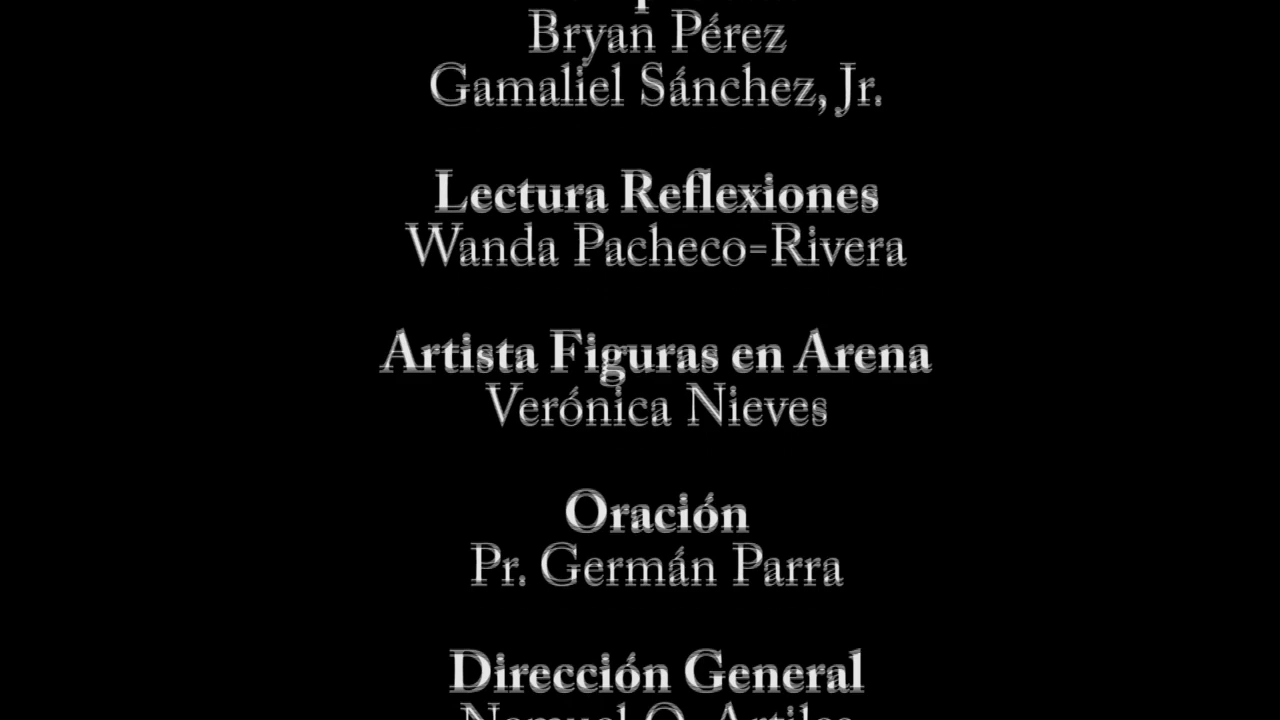 Bryan Pérez
Gamaliel Sánchez, Jr.
Lectura Reflexiones
Wanda Pacheco-Rivera
Artista Figuras en Arena
Verónica Nieves
Oración
Pr. Germán Parra
Dirección General